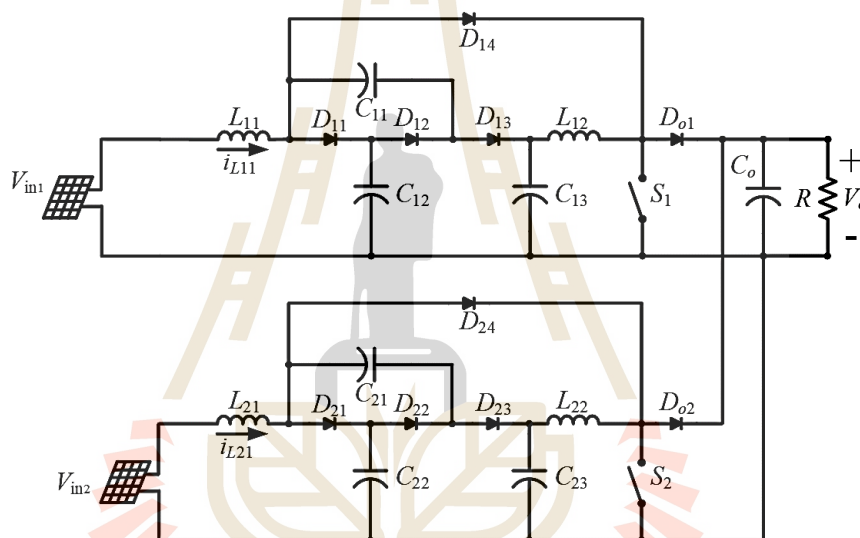 D14
C11
L11 D11 D12 D13 L12 Do1
iL11
Vin1
C12 C13 S1 Co R + Vo -
D24
C21
L21 D21 D22 D23 L22 Do2
iL21
Vin2
C22 C23 S2